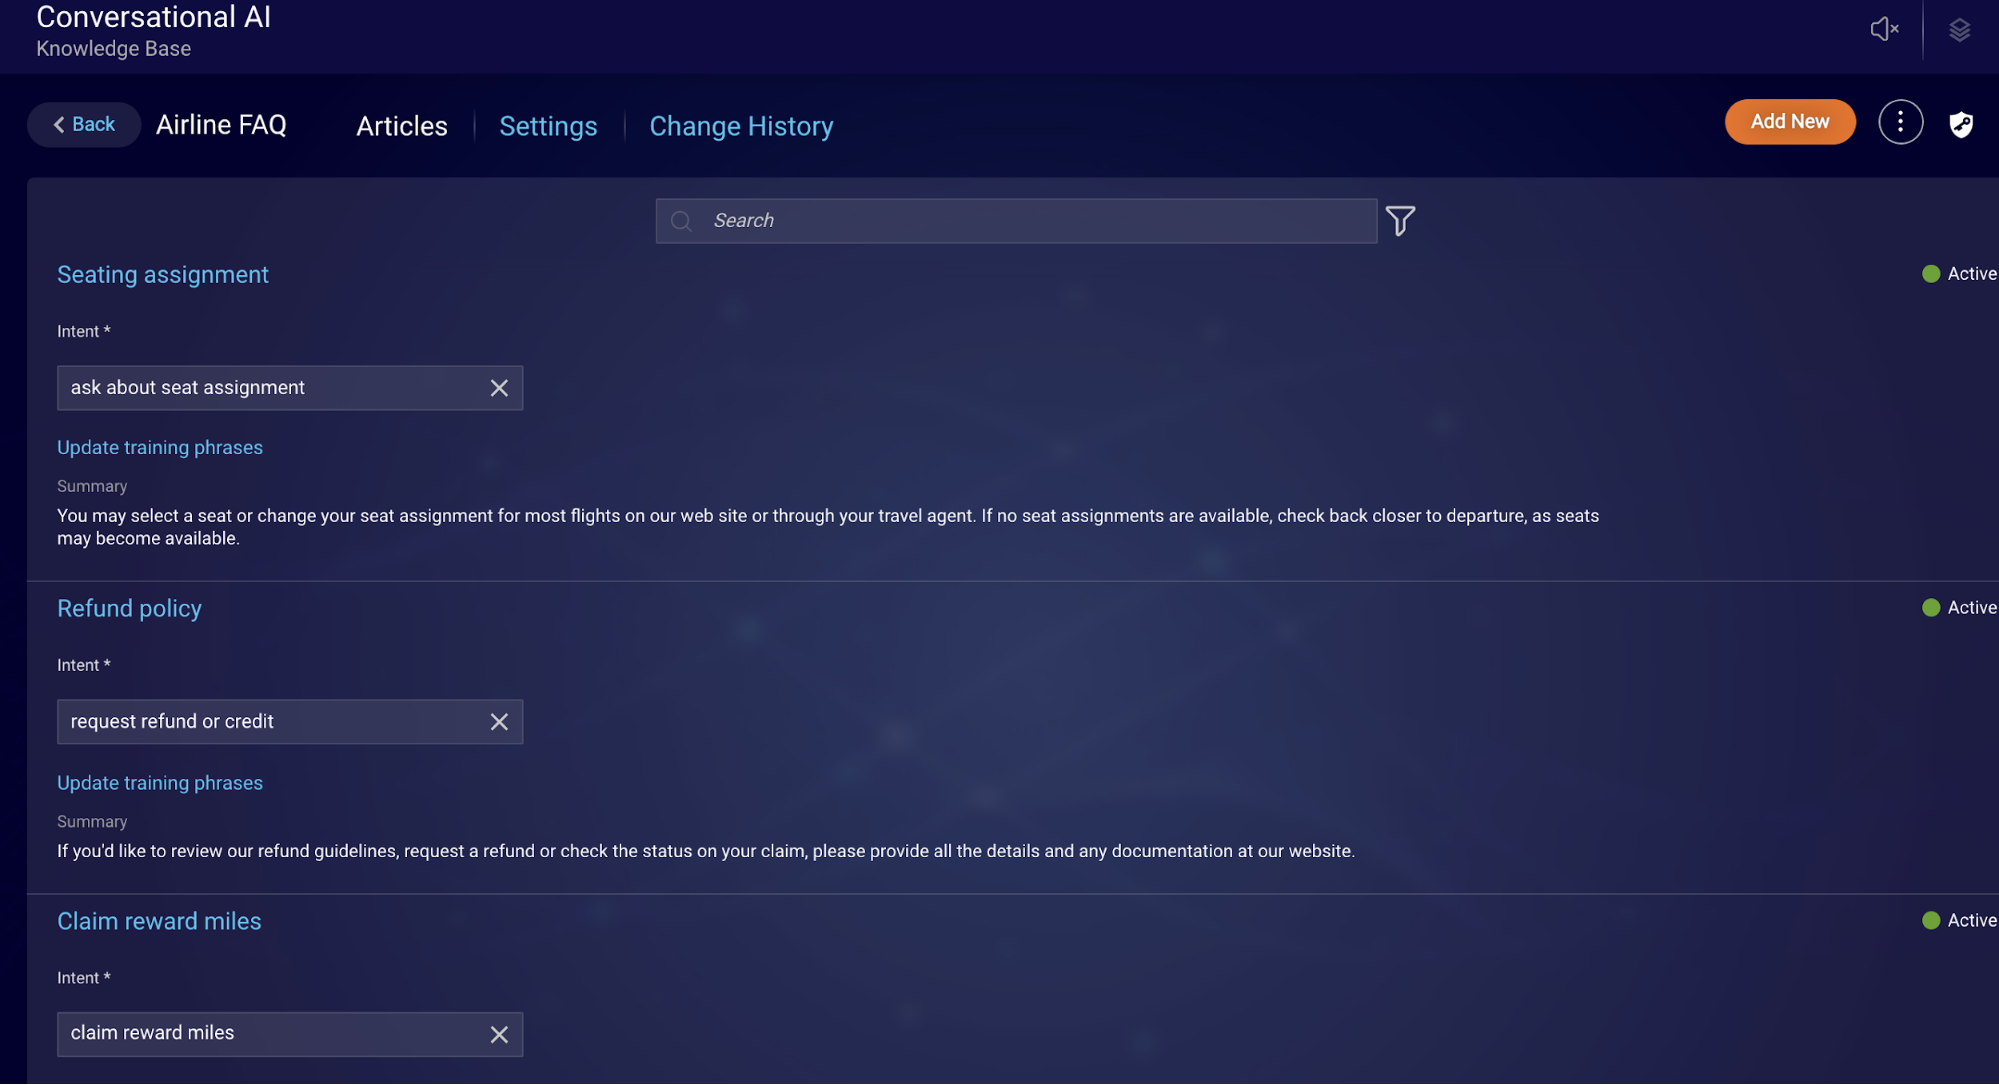 Conversational AI
Knowledge Base
Back
Airline FAQ
Articles
Settings
Change History
Add New
Search
Seating assignment
Active
Intent *
ask about seat assignment
Update training phrases
Summary
You may select a seat or change your seat assignment for most flights on our web site or through your travel agent. If no seat assignments are available, check back closer to departure, as seats
may become available.
Refund policy
Active
Intent *
request refund or credit
Update training phrases
Summary
If you'd like to review our refund guidelines, request a refund or check the status on your claim, please provide all the details and any documentation at our website.
Claim reward miles
Active
Intent *
claim reward miles